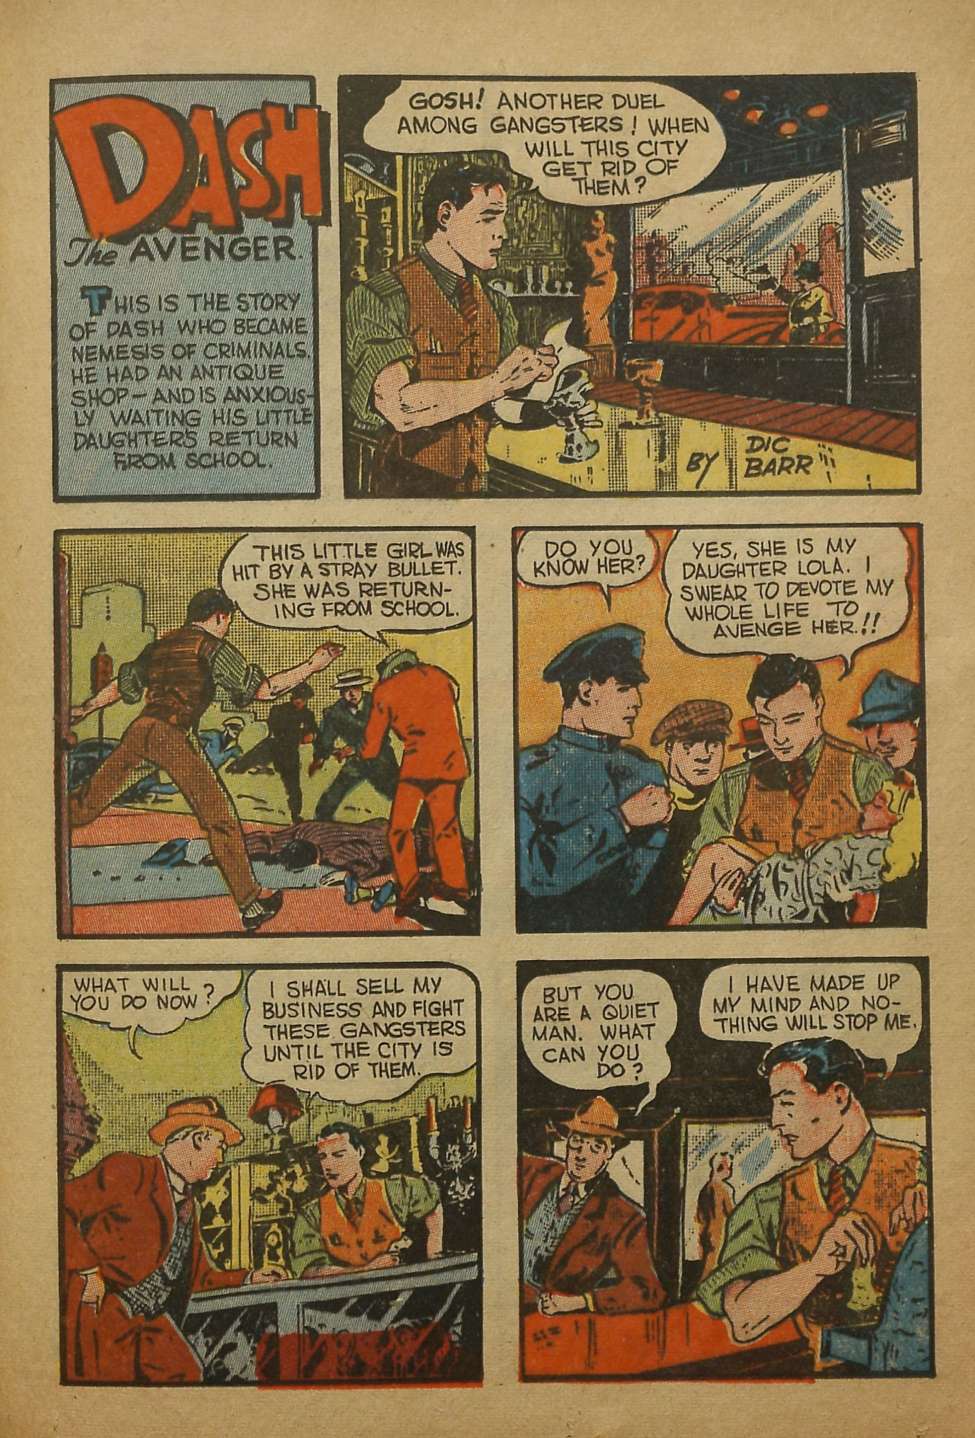 DASH
The AVENGER.
THIS IS THE STORY
OF DASH WHO BECAME
NEMESIS OF CRIMINALS.
HE HAD AN ANTIQUE
SHOP — AND IS ANXIOUS-
LY WAITING HIS LITTLE
DAUGHTER'S RETURN
FROM SCHOOL.
GOSH! ANOTHER DUEL
AMONG GANGSTERS! WHEN
WILL THIS CITY
GET RID OF
THEM?
BY DIC
BARR
THIS LITTLE GIRL WAS
HIT BY A STRAY BULLET.
SHE WAS RETURN-
ING FROM SCHOOL.
DO YOU
KNOW HER?
YES, SHE IS MY
DAUGHTER LOLA. I
SWEAR TO DEVOTE MY
WHOLE LIFE TO
AVENGE HER.!!
WHAT WILL
YOU DO NOW?
I SHALL SELL MY
BUSINESS AND FIGHT
THESE GANGSTERS
UNTIL THE CITY IS
RID OF THEM.
BUT YOU
ARE A QUIET
MAN. WHAT
CAN YOU
DO?
I HAVE MADE UP
MY MIND AND NO-
THING WILL STOP ME.